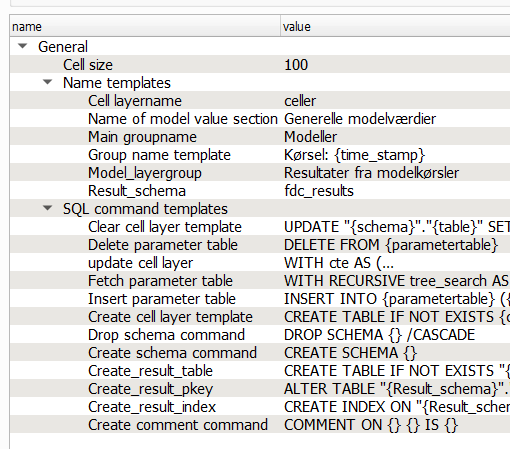 name value
General
Cell size 100
Name templates
Cell layername celler
Name of model value section Generelle modelværdier
Main groupname Modeller
Group name template Kørsel: {time_stamp}
Model_layergroup Resultater fra modelkørsler
Result_schema fdc_results
SQL command templates
Clear cell layer template UPDATE "{schema}"."{table}" SET
Delete parameter table DELETE FROM {parametertable}
update cell layer WITH cte AS (...
Fetch parameter table WITH RECURSIVE tree_search AS
Insert parameter table INSERT INTO {parametertable} ({
Create cell layer template CREATE TABLE IF NOT EXISTS {c
Drop schema command DROP SCHEMA {} /CASCADE
Create schema command CREATE SCHEMA {}
Create_result_table CREATE TABLE IF NOT EXISTS "{
Create_result_pkey ALTER TABLE "{Result_schema}".
Create_result_index CREATE INDEX ON "{Result_scher
Create comment command COMMENT ON {} {} IS {}